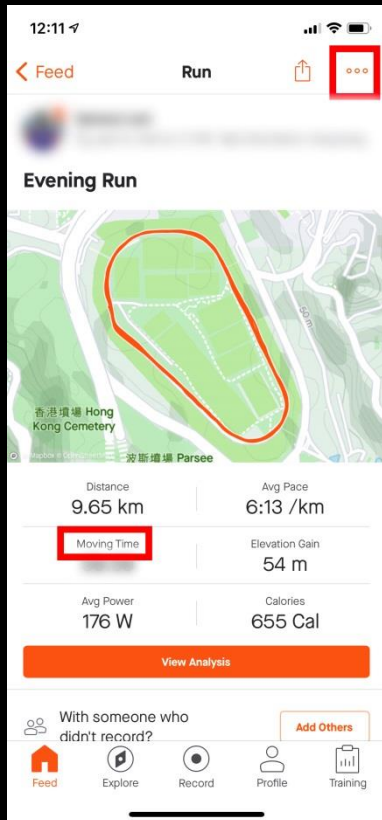 12:11
Feed
Run
Evening Run
50 m
香港墳場 Hong
Kong Cemetery
波斯墳場 Parsee
Distance
9.65 km
Avg Pace
6:13 /km
Moving Time
Elevation Gain
54 m
Avg Power
176 W
Calories
655 Cal
View Analysis
With someone who
didn't record?
Add Others
Feed
Explore
Record
Profile
Training